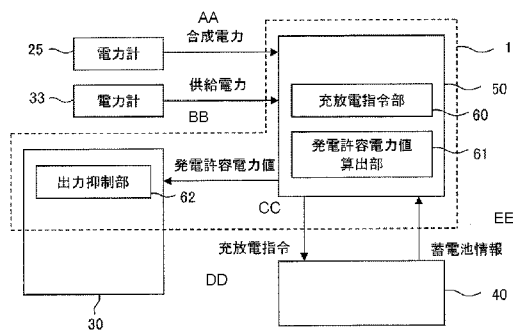 AA
合成電力
25
電力計
1
50
供給電力
33
電力計
BB
充放電指令部
60
発電許容電力値
算出部
61
発電許容電力値
出力抑制部
62
CC
EE
充放電指令
蓄電池情報
DD
30
40